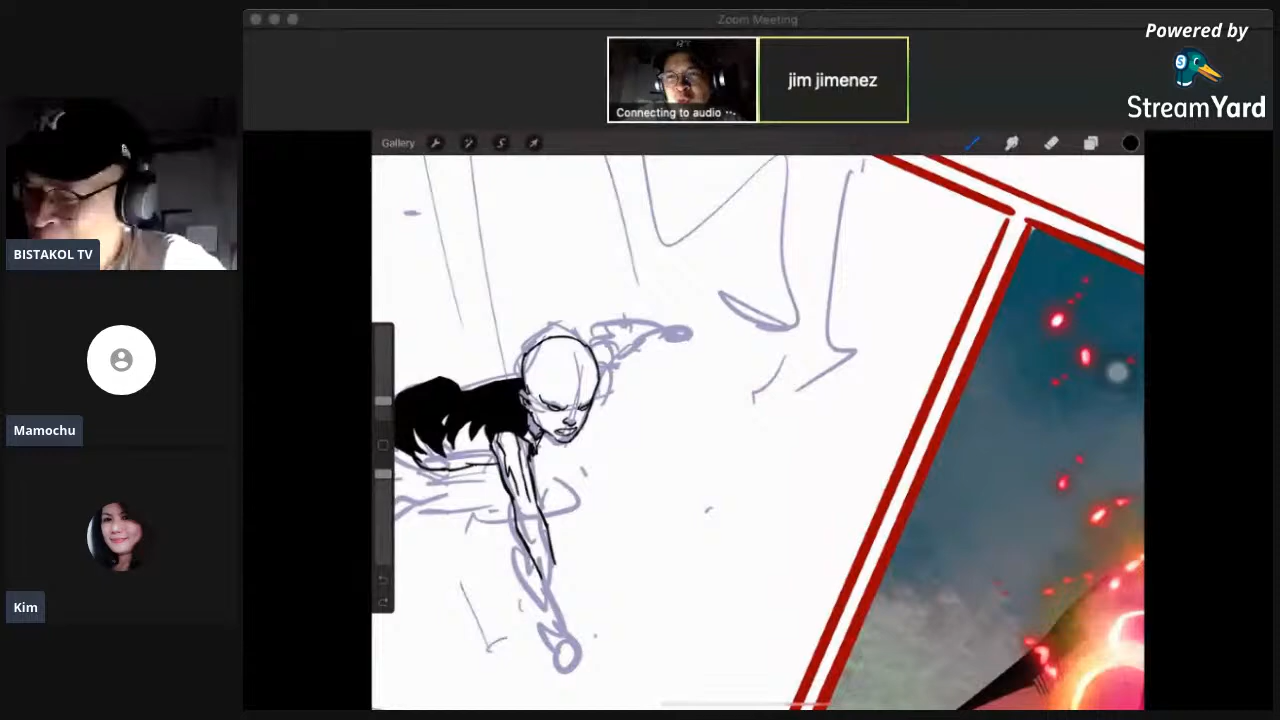 Zoom Meeting
Powered by
StreamYard
Connecting to audio ...
jim jimenez
Gallery
BISTAKOL TV
Mamochu
Kim